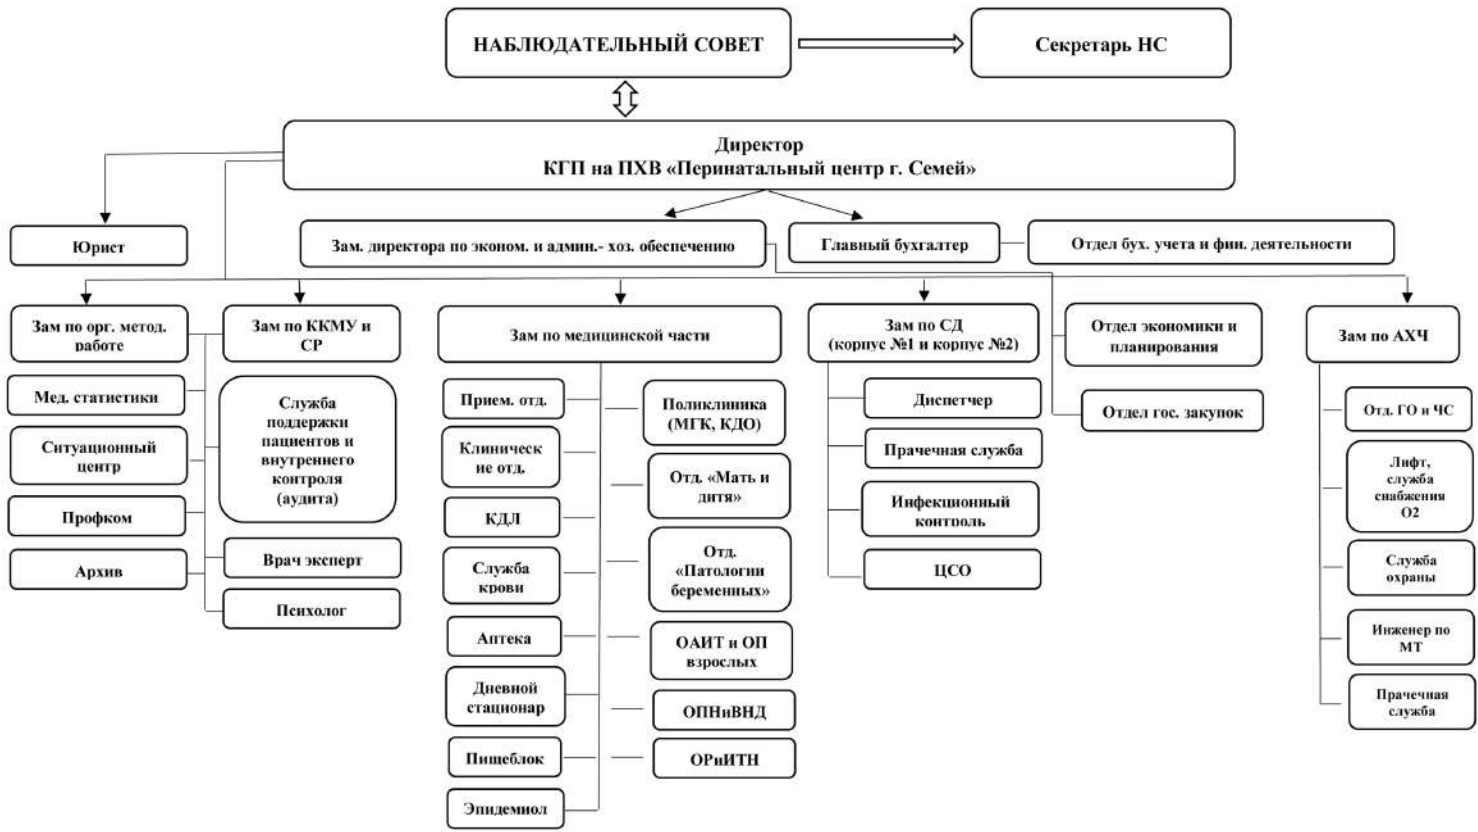 НАБЛЮДАТЕЛЬНЫЙ СОВЕТ
Секретарь НС
Директор
КГП на ПХВ «Перинатальный центр г. Семей»
Юрист
Зам. директора по эконом. и админ.- хоз. обеспечению
Главный бухгалтер
Отдел бух. учета и фин. деятельности
Зам по орг. метод.
работе
Зам по ККМУ и
СР
Зам по медицинской части
Зам по СД
(корпус №1 и корпус №2)
Отдел экономики и
планирования
Зам по АХЧ
Мед. статистики
Ситуационный
центр
Профком
Архив
Служба
поддержки
пациентов и
внутреннего
контроля
(аудита)
Врач эксперт
Психолог
Прием. отд.
Клиническ
ие отд.
КДЛ
Служба
крови
Аптека
Дневной
стационар
Пищеблок
Эпидемиол
Поликлиника
(МГК, КДО)
Отд. «Мать и
дитя»
Отд.
«Патологии
беременных»
ОАИТ и ОП
взрослых
ОПНиВНД
ОРиИТН
Диспетчер
Прачечная служба
Инфекционный
контроль
ЦСО
Отдел гос. закупок
Отд. ГО и ЧС
Лифт,
служба
снабжения
О2
Служба
охраны
Инженер по
МТ
Прачечная
служба